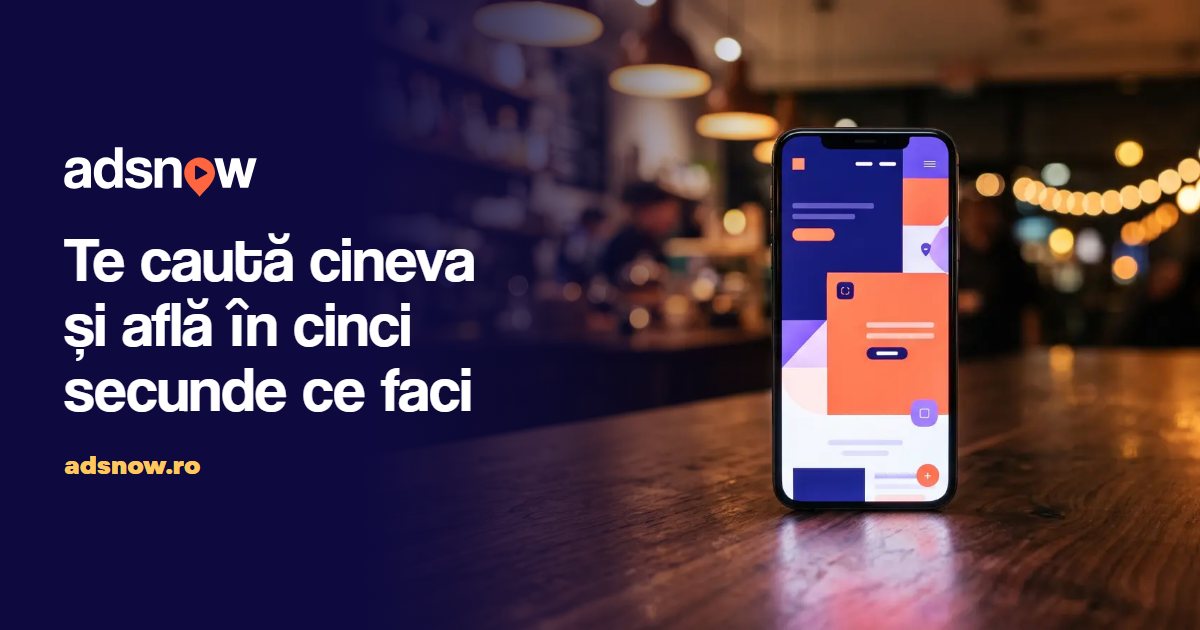 adsnow
Te caută cineva
și află în cinci
secunde ce faci
adsnow.ro